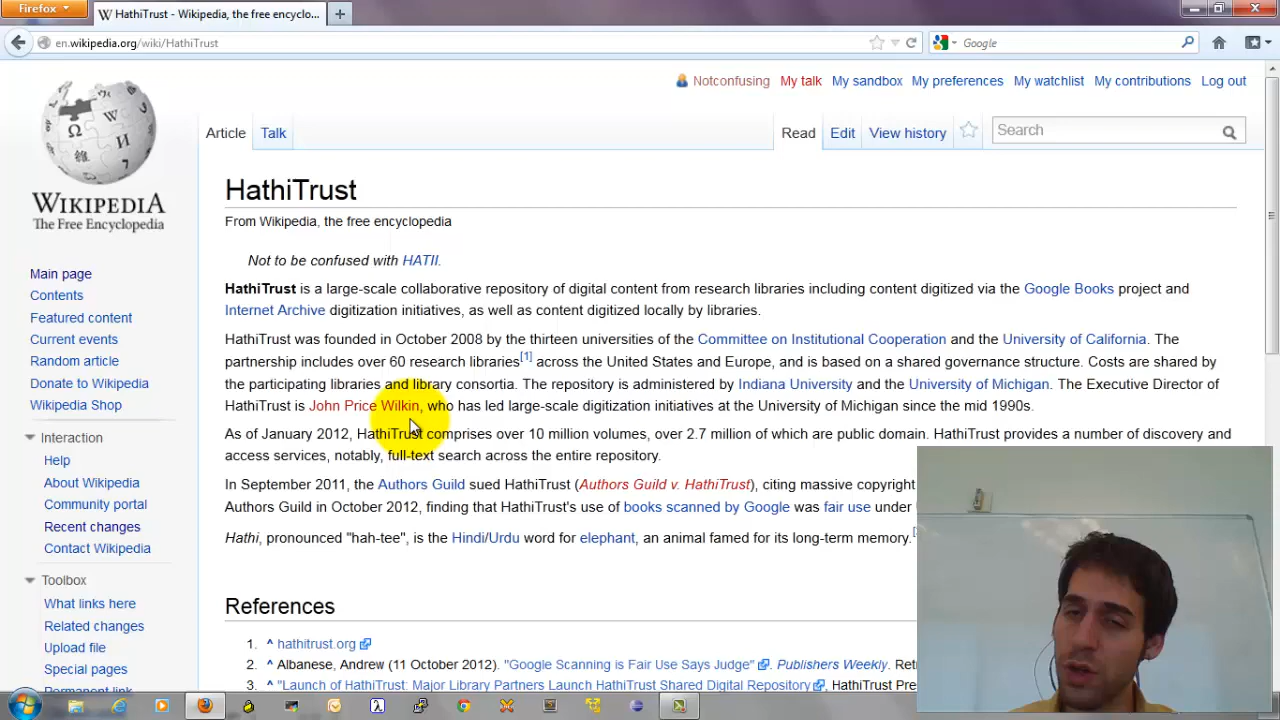 Firefox
HathiTrust - Wikipedia, the free encyclo...
en.wikipedia.org/wiki/HathiTrust
Google
Notconfusing My talk My sandbox My preferences My watchlist My contributions Log out
Article Talk Read Edit View history Search
WIKIPEDIA
The Free Encyclopedia
Main page
Contents
Featured content
Current events
Random article
Donate to Wikipedia
Wikipedia Shop
Interaction
Help
About Wikipedia
Community portal
Recent changes
Contact Wikipedia
Toolbox
What links here
Related changes
Upload file
Special pages
Permanent link
HathiTrust
From Wikipedia, the free encyclopedia
Not to be confused with HATII.
HathiTrust is a large-scale collaborative repository of digital content from research libraries including content digitized via the Google Books project and
Internet Archive digitization initiatives, as well as content digitized locally by libraries.
HathiTrust was founded in October 2008 by the thirteen universities of the Committee on Institutional Cooperation and the University of California. The
partnership includes over 60 research libraries[1] across the United States and Europe, and is based on a shared governance structure. Costs are shared by
the participating libraries and library consortia. The repository is administered by Indiana University and the University of Michigan. The Executive Director of
HathiTrust is John Price Wilkin, who has led large-scale digitization initiatives at the University of Michigan since the mid 1990s.
As of January 2012, HathiTrust comprises over 10 million volumes, over 2.7 million of which are public domain. HathiTrust provides a number of discovery and
access services, notably, full-text search across the entire repository.
In September 2011, the Authors Guild sued HathiTrust (Authors Guild v. HathiTrust), citing massive copyright
Authors Guild in October 2012, finding that HathiTrust's use of books scanned by Google was fair use under
Hathi, pronounced "hah-tee", is the Hindi/Urdu word for elephant, an animal famed for its long-term memory.
References
1. ^ hathitrust.org
2. ^ Albanese, Andrew (11 October 2012). "Google Scanning is Fair Use Says Judge". Publishers Weekly. Ret
3. ^ "Launch of HathiTrust: Major Library Partners Launch HathiTrust Shared Digital Repository", HathiTrust Pre